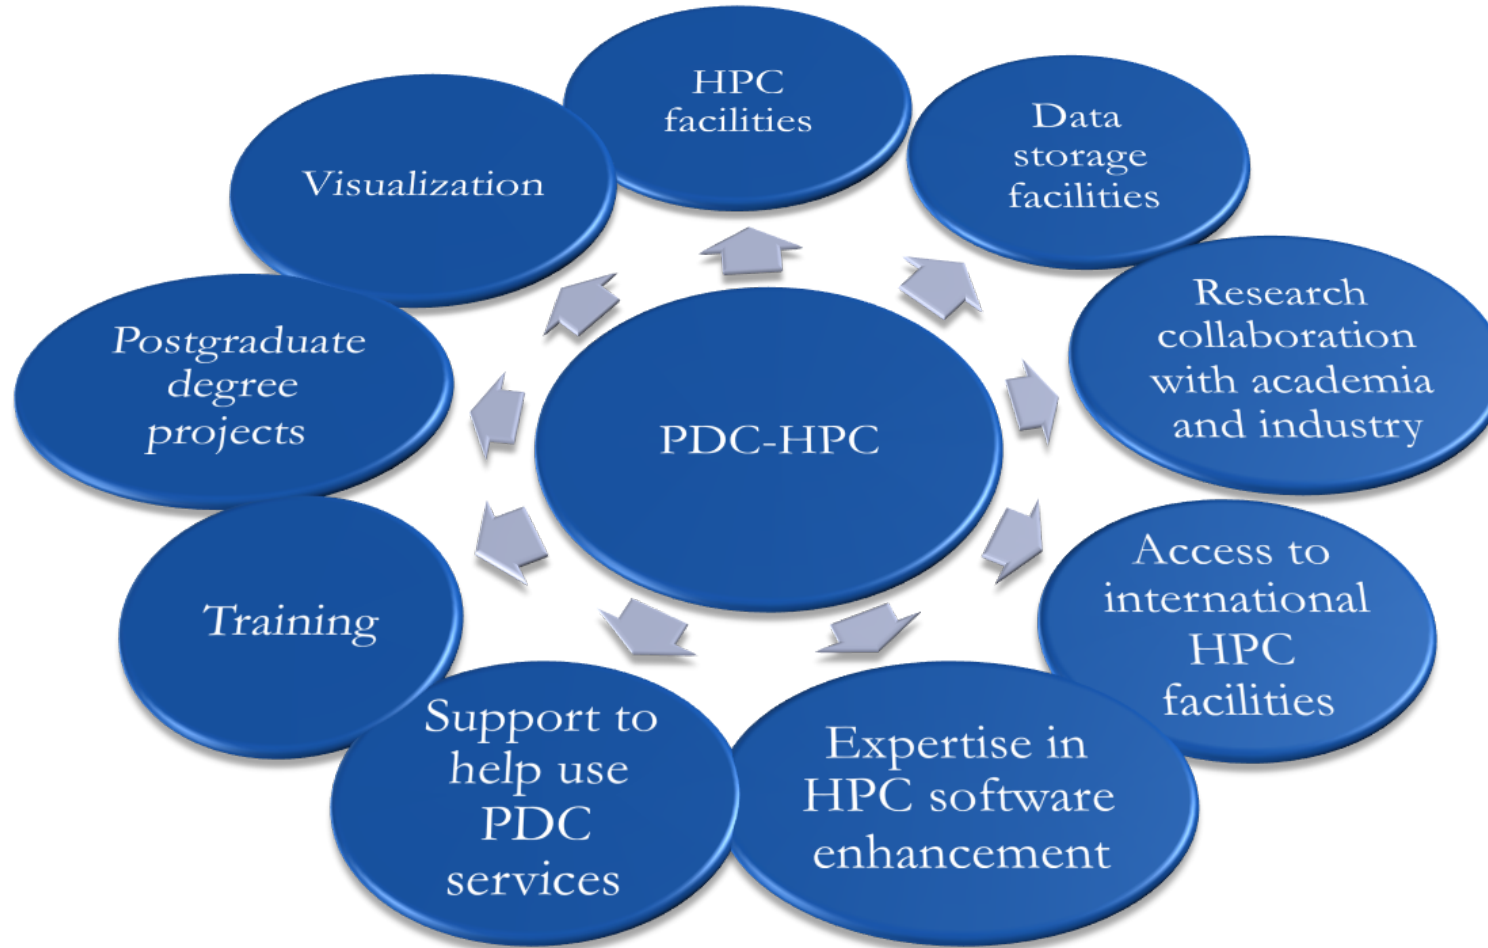 HPC
facilities
Data
storage
facilities
Research
collaboration
with academia
and industry
Access to
international
HPC
facilities
Expertise in
HPC software
enhancement
Support to
help use
PDC
services
Training
Postgraduate
degree
projects
Visualization
PDC-HPC